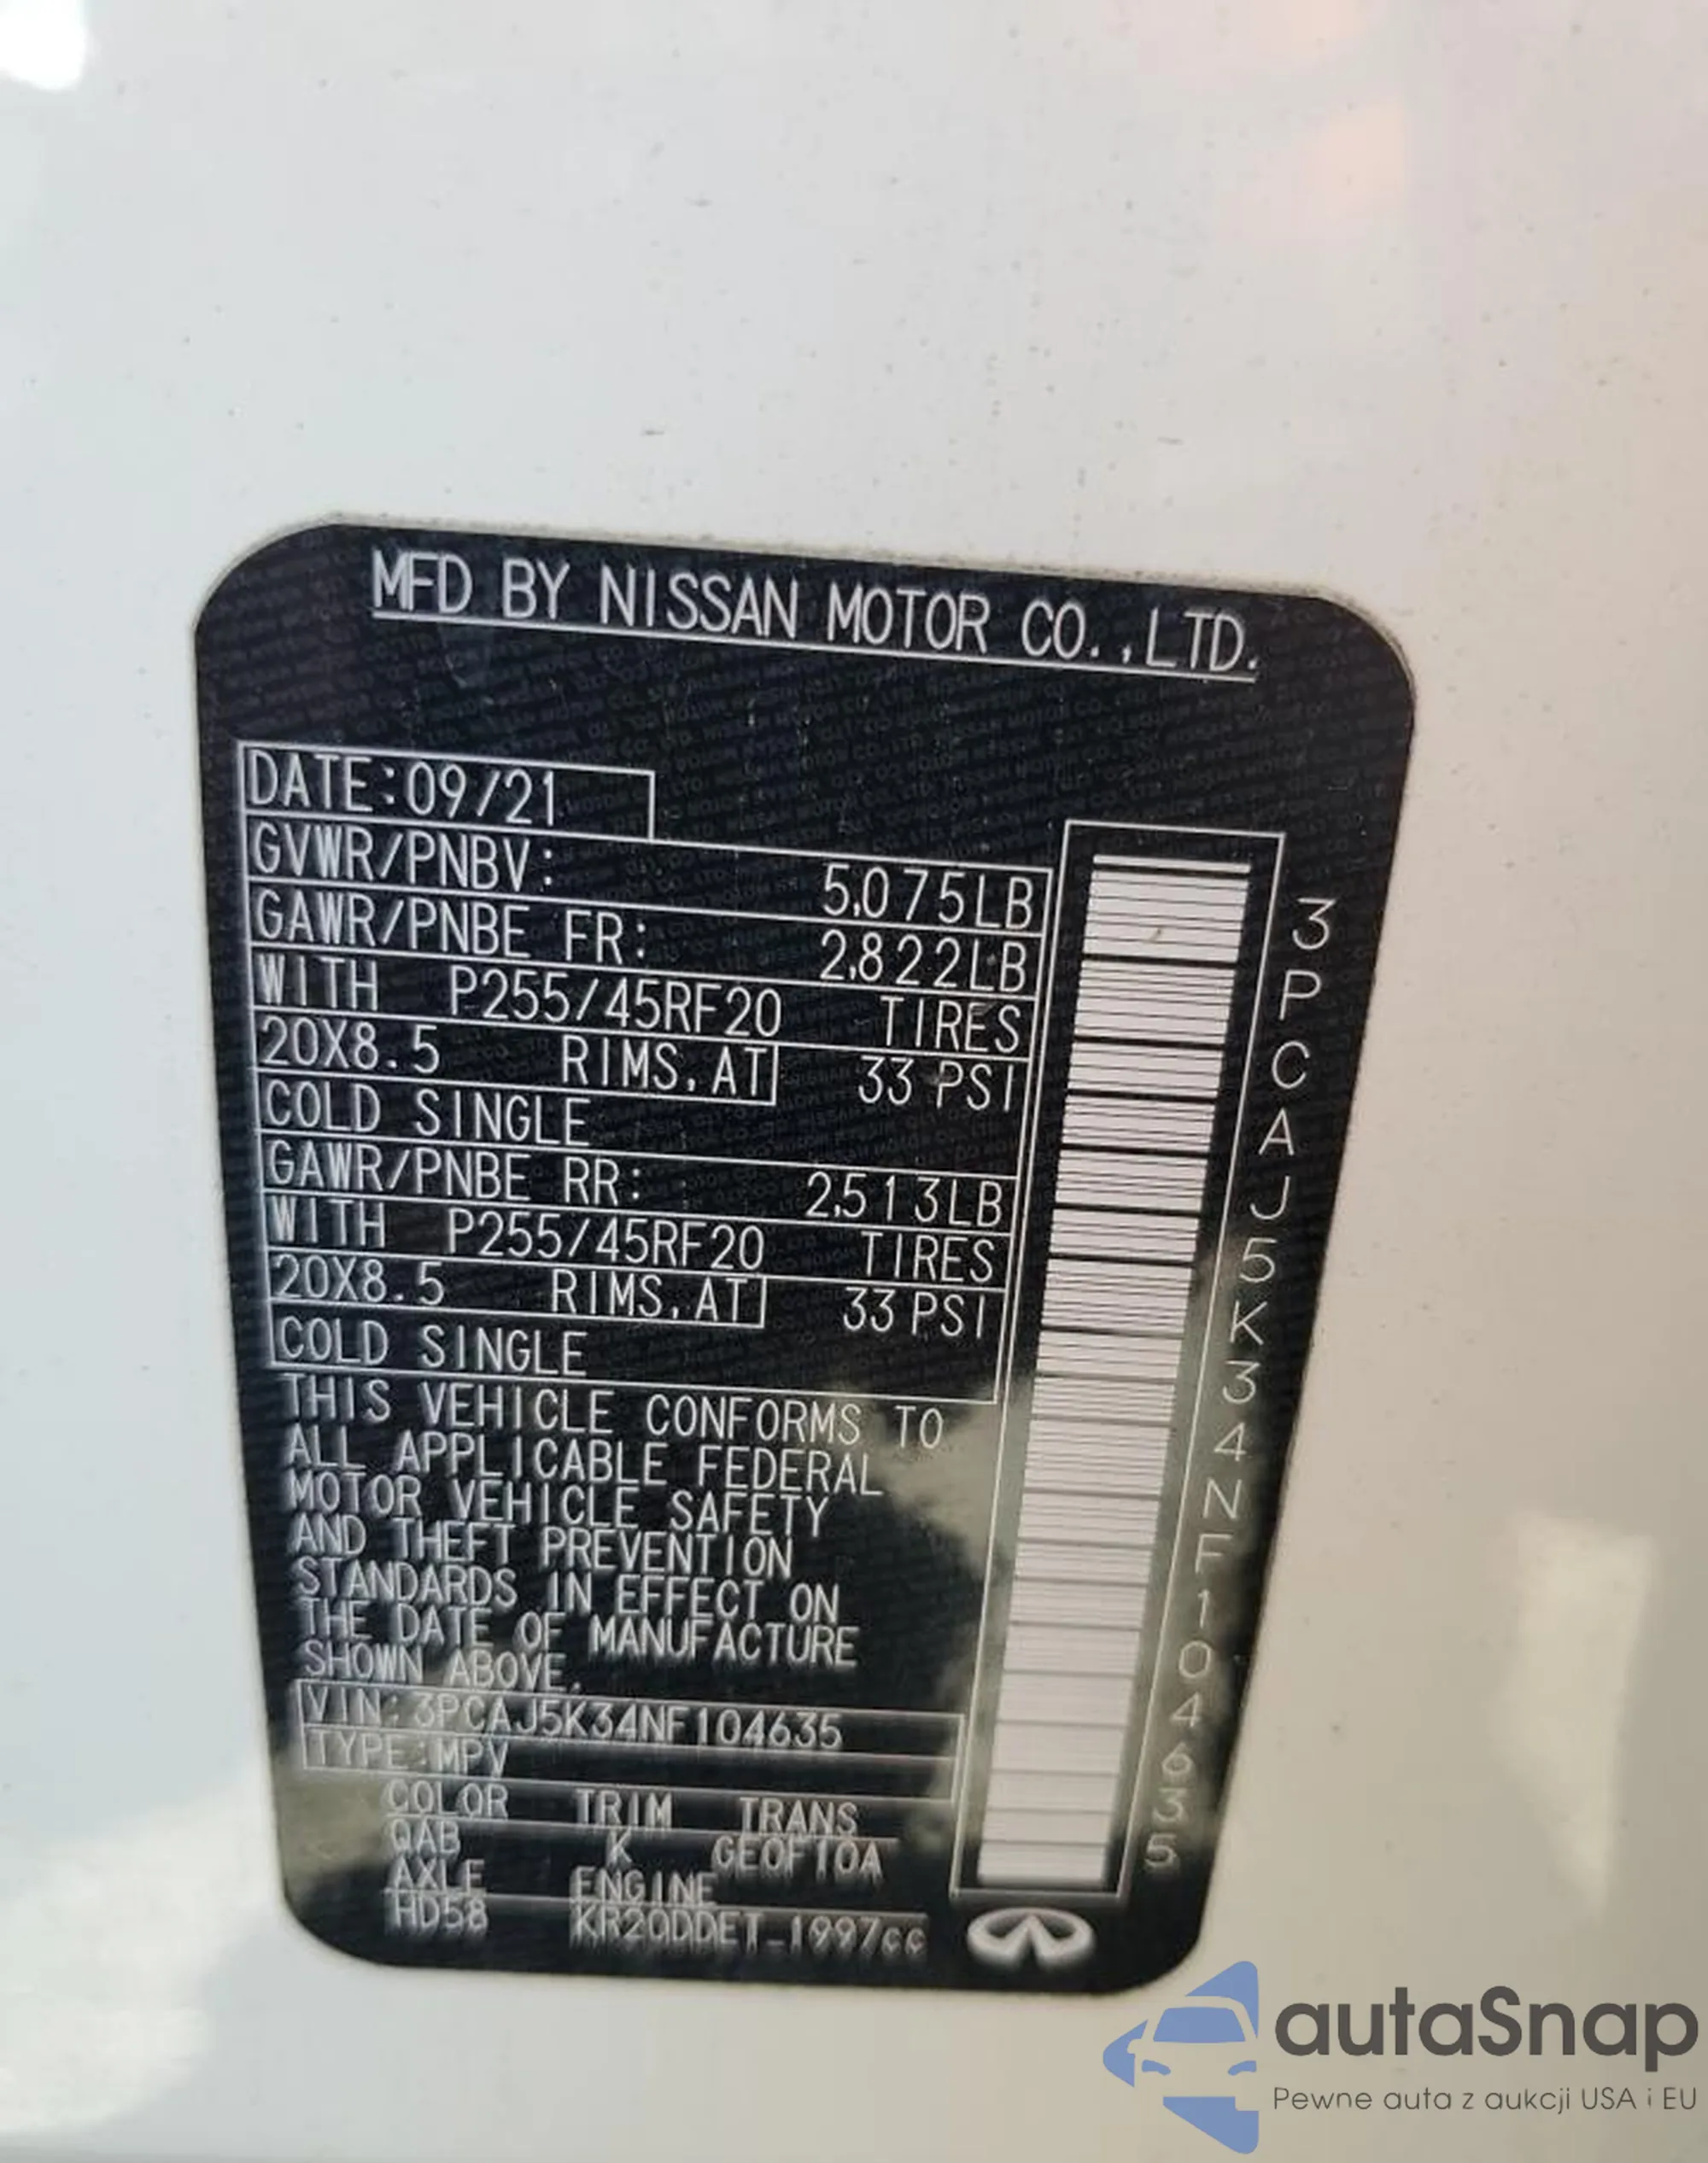 MFD BY NISSAN MOTOR CO.,LTD.
DATE:09/21
GVWR/PNBV: 5,075LB
GAWR/PNBE FR: 2,822LB
WITH P255/45RF20 TIRES
20X8.5 RIMS,AT 33 PSI
COLD SINGLE
GAWR/PNBE RR: 2,513LB
WITH P255/45RF20 TIRES
20X8.5 RIMS,AT 33 PSI
COLD SINGLE
THIS VEHICLE CONFORMS TO
ALL APPLICABLE FEDERAL
MOTOR VEHICLE SAFETY
AND THEFT PREVENTION
STANDARDS IN EFFECT ON
THE DATE OF MANUFACTURE
SHOWN ABOVE.
VIN:3PCAJ5K34NF104635
TYPE:MPV
COLOR TRIM TRANS
QAB K GE0F10A
AXLE ENGINE
HD58 KR20DDET-1997cc
3PCAJ5K34NF104635
autaSnap
Pewne auta z aukcji USA i EU